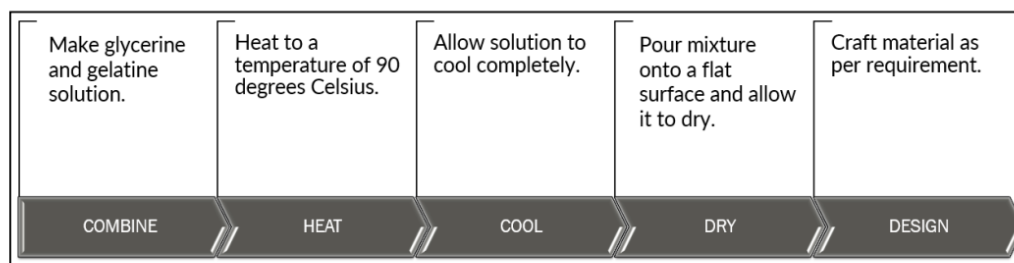 Make glycerine
and gelatine
solution.
Heat to a
temperature of 90
degrees Celsius.
Allow solution to
cool completely.
Pour mixture
onto a flat
surface and allow
it to dry.
Craft material as
per requirement.
COMBINE
HEAT
COOL
DRY
DESIGN